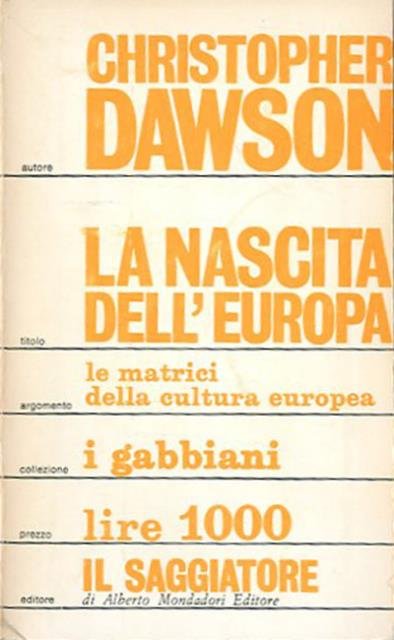 CHRISTOPHER
DAWSON
autore
LA NASCITA
DELL'EUROPA
titolo
le matrici
della cultura europea
argomento
i gabbiani
collezione
lire 1000
prezzo
IL SAGGIATORE
di Alberto Mondadori Editore
editore